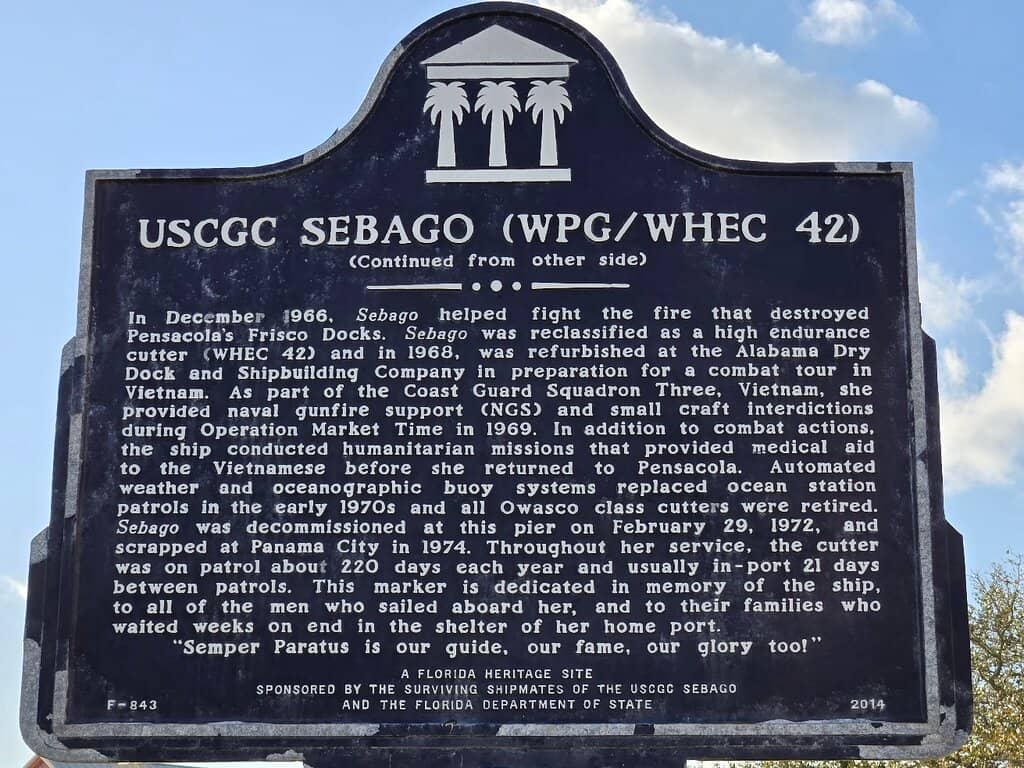 USCGC SEBAGO (WPG/WHEC 42)
(Continued from other side)
In December 1966, Sebago helped fight the fire that destroyed
Pensacola's Frisco Docks. Sebago was reclassified as a high endurance
cutter (WHEC 42) and in 1968, was refurbished at the Alabama Dry
Dock and Shipbuilding Company in preparation for a combat tour in
Vietnam. As part of the Coast Guard Squadron Three, Vietnam, she
provided naval gunfire support (NGS) and small craft interdictions
during Operation Market Time in 1969. In addition to combat actions,
the ship conducted humanitarian missions that provided medical aid
to the Vietnamese before she returned to Pensacola. Automated
weather and oceanographic buoy systems replaced ocean station
patrols in the early 1970s and all Owasco class cutters were retired.
Sebago was decommissioned at this pier on February 29, 1972, and
scrapped at Panama City in 1974. Throughout her service, the cutter
was on patrol about 220 days each year and usually in-port 21 days
between patrols. This marker is dedicated in memory of the ship,
to all of the men who sailed aboard her, and to their families who
waited weeks on end in the shelter of her home port.
"Semper Paratus is our guide, our fame, our glory too!"
A FLORIDA HERITAGE SITE
SPONSORED BY THE SURVIVING SHIPMATES OF THE USCGC SEBAGO
F-843 AND THE FLORIDA DEPARTMENT OF STATE 2014